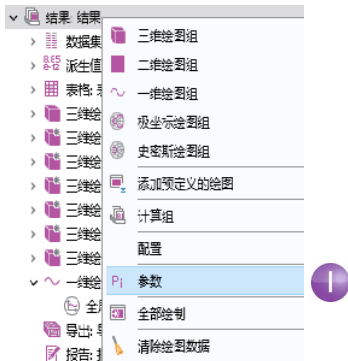 结果: 结果
三维绘图组
数据集
二维绘图组
8.85
e-12 派生值
一维绘图组
表格:
极坐标绘图组
三维绘
史密斯绘图组
三维绘
三维绘
添加预定义的绘图
三维绘
计算组
三维绘
配置
三维绘
一维绘
Pi 参数
全
全部绘制
导出:
清除绘图数据
报告: